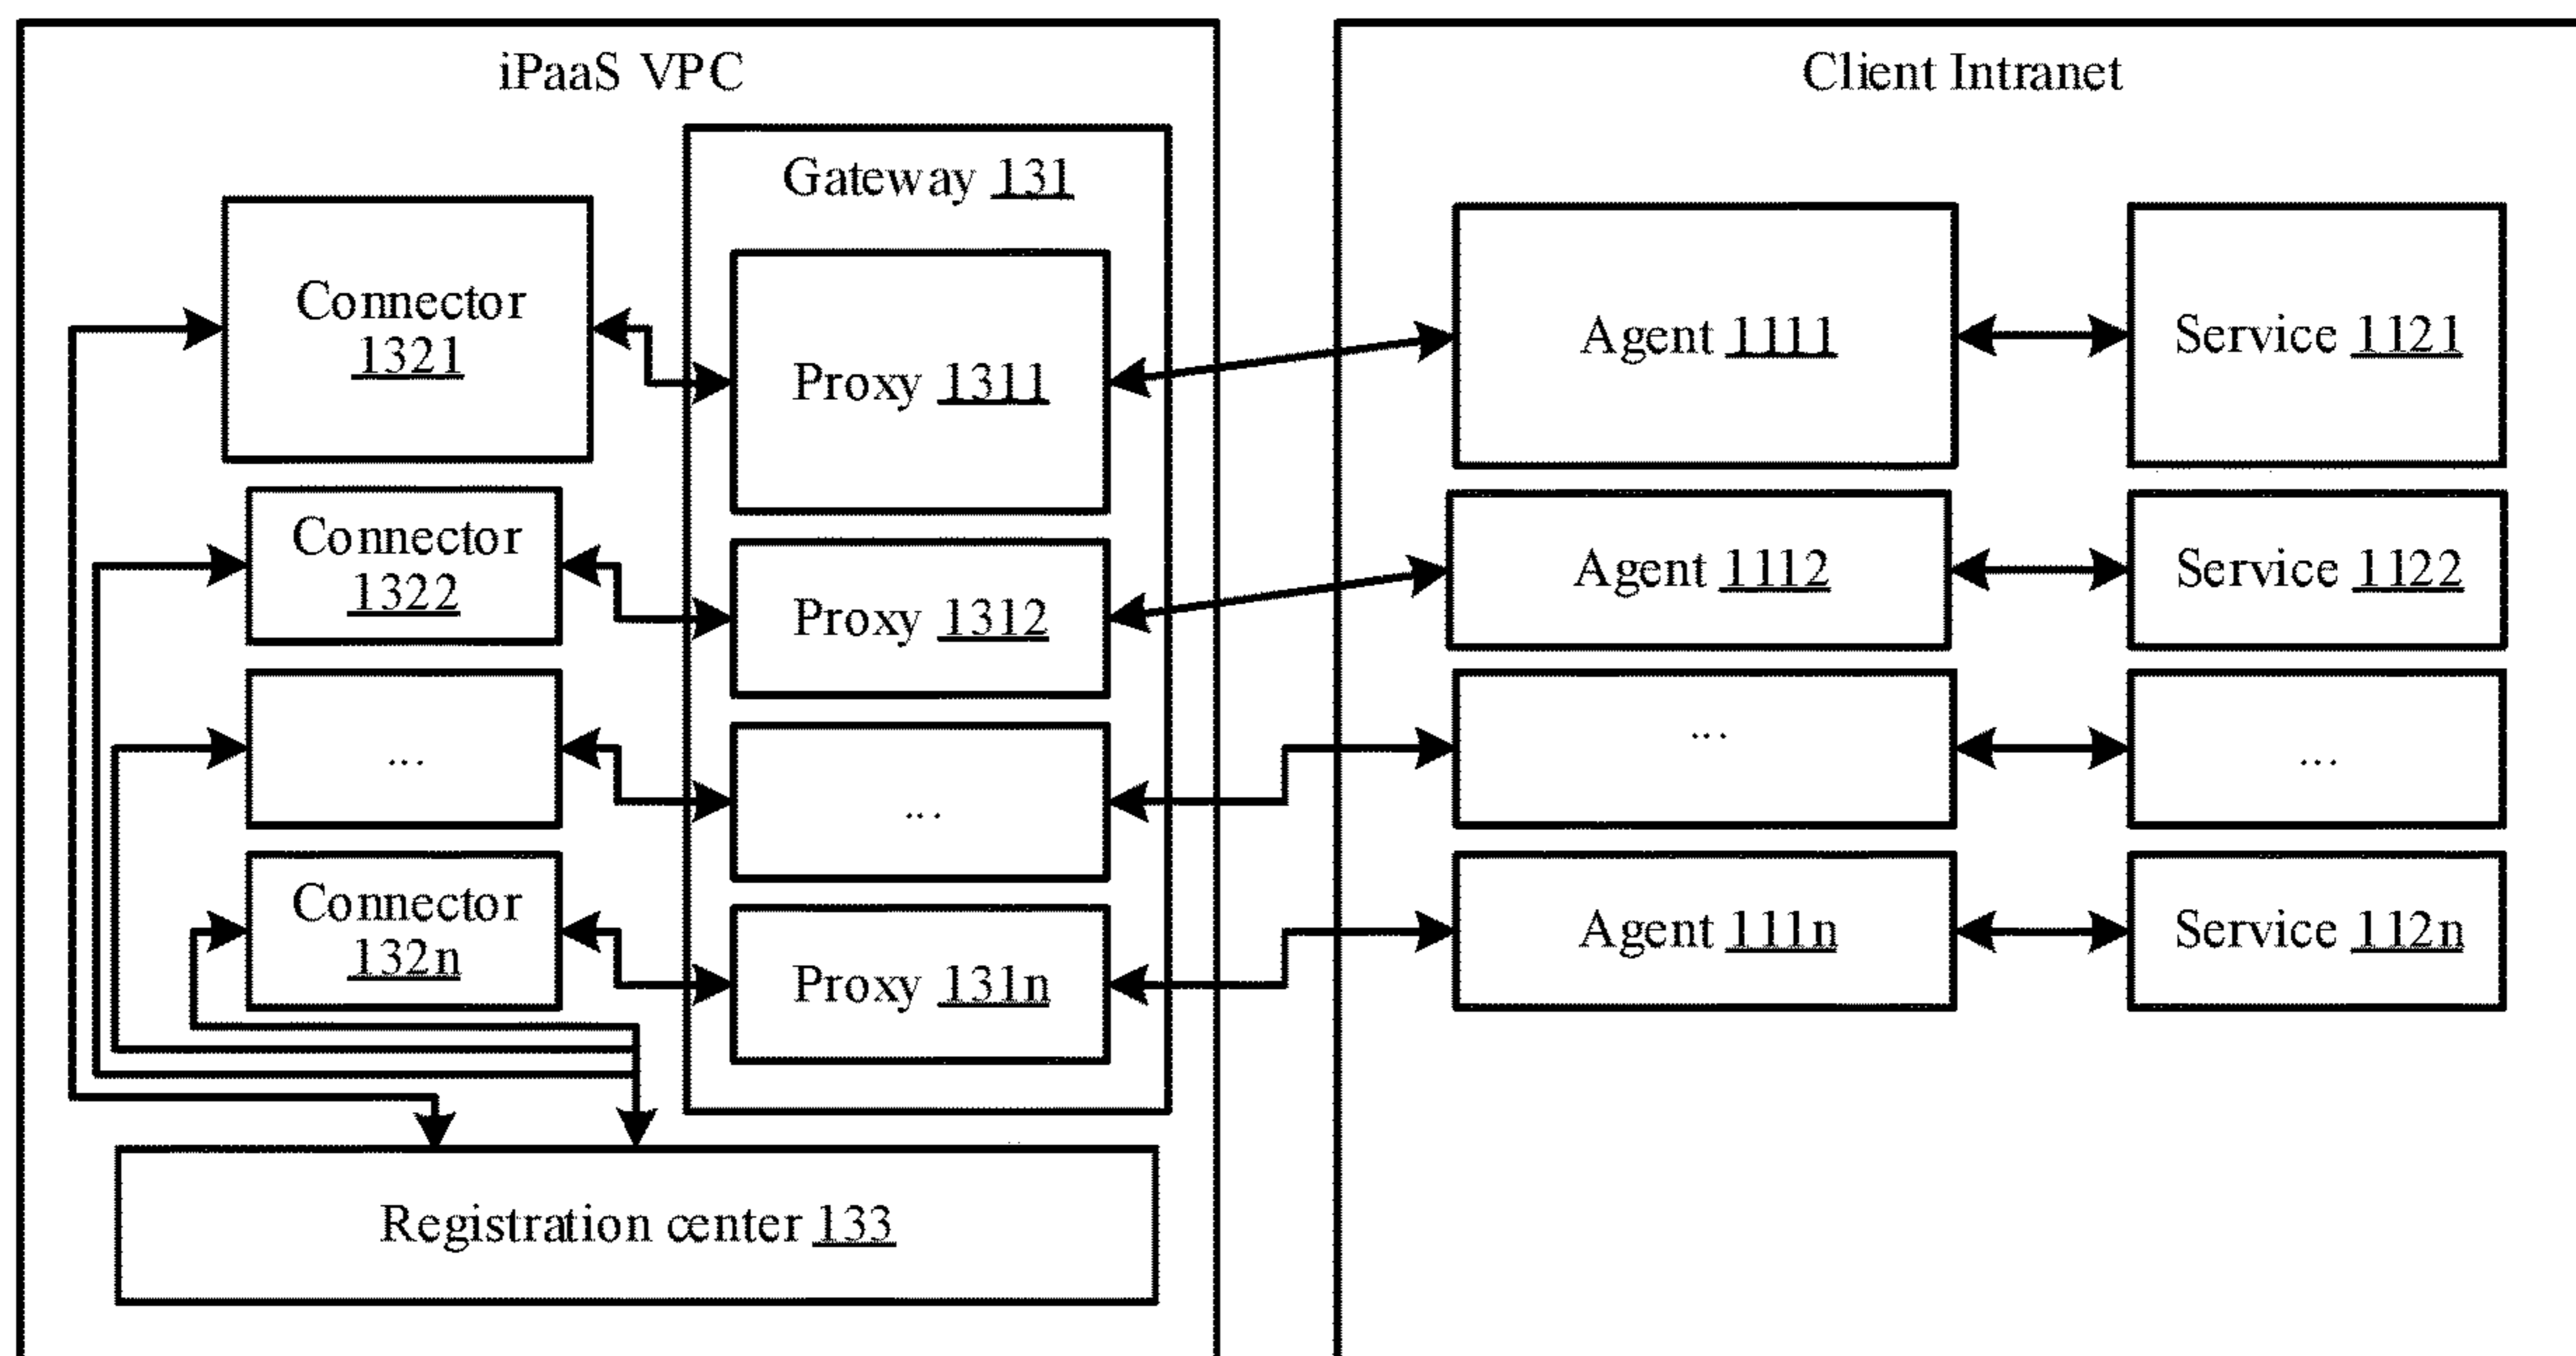 iPaaS VPC
Gateway 131
Connector
1321
Proxy 1311
Connector
1322
Proxy 1312
...
...
Connector
132n
Proxy 131n
Registration center 133
Client Intranet
Agent 1111
Service 1121
Agent 1112
Service 1122
...
...
Agent 111n
Service 112n